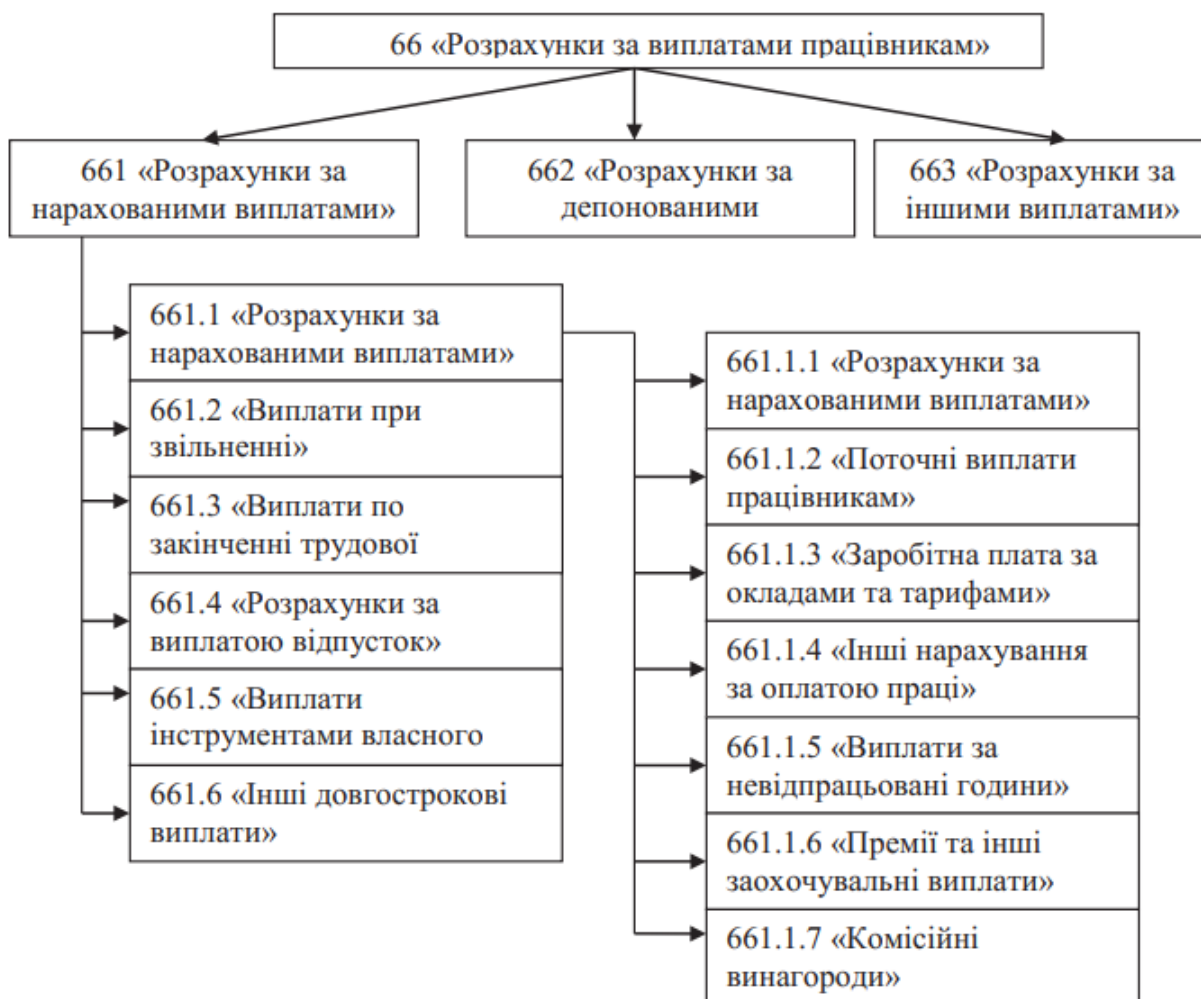 66 «Розрахунки за виплатами працівникам»
661 «Розрахунки за
нарахованими виплатами»
662 «Розрахунки за
депонованими
663 «Розрахунки за
іншими виплатами»
661.1 «Розрахунки за
нарахованими виплатами»
661.2 «Виплати при
звільненні»
661.3 «Виплати по
закінченні трудової
661.4 «Розрахунки за
виплатою відпусток»
661.5 «Виплати
інструментами власного
661.6 «Інші довгострокові
виплати»
661.1.1 «Розрахунки за
нарахованими виплатами»
661.1.2 «Поточні виплати
працівникам»
661.1.3 «Заробітна плата за
окладами та тарифами»
661.1.4 «Інші нарахування
за оплатою праці»
661.1.5 «Виплати за
невідпрацьовані години»
661.1.6 «Премії та інші
заохочувальні виплати»
661.1.7 «Комісійні
винагороди»